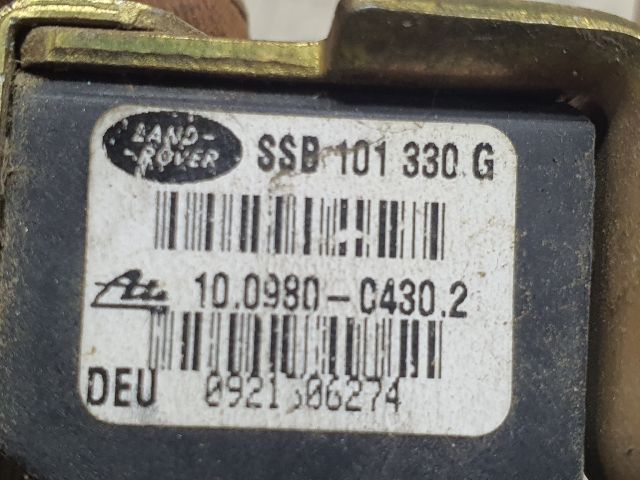 LAND-
-ROVER
SSB 101 330 G
Ate 10.0980-0430.2
DEU